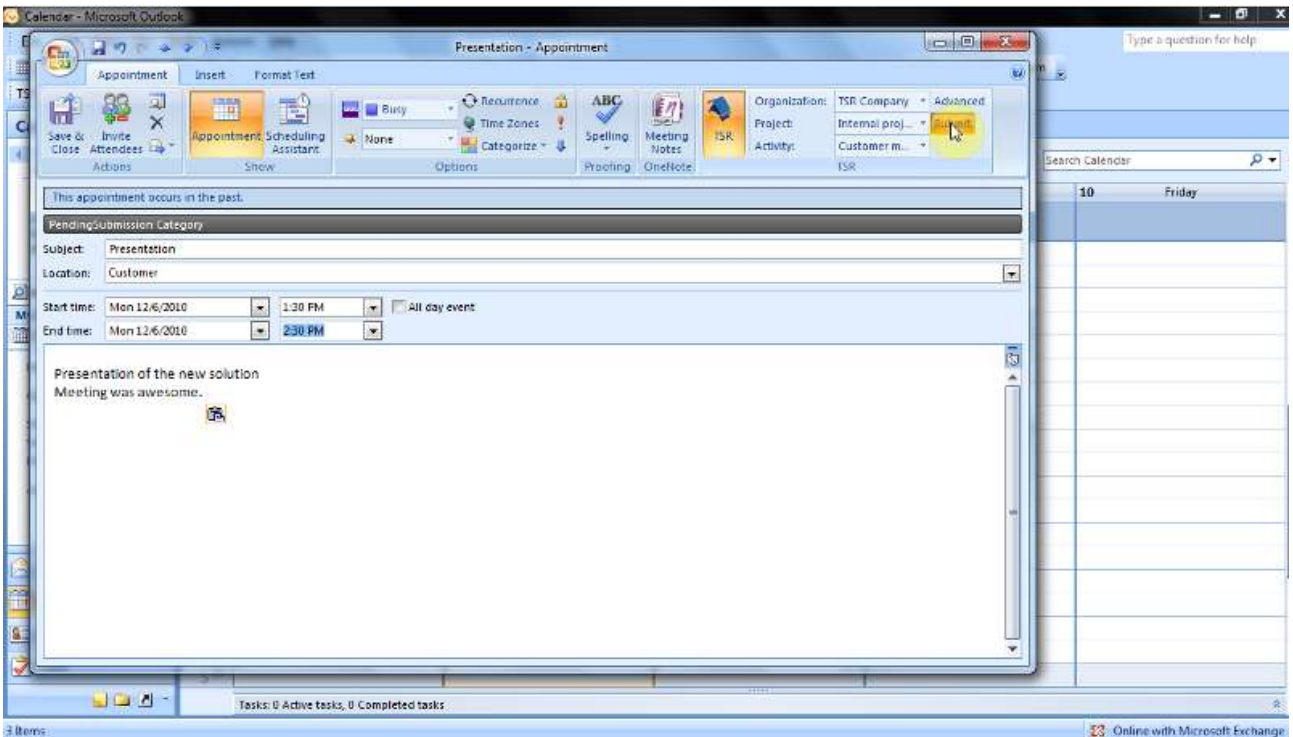 Calendar - Microsoft Outlook
Type a question for help
Presentation - Appointment
Appointment Insert Format Text
Save & Close
Invite Attendees
Actions
Appointment
Scheduling Assistant
Show
Busy
None
Recurrence
Time Zones
Categorize
Options
ABC
Spelling
Proofing
Meeting Notes
OneNote
TSR
Organization: TSR Company Advanced
Project: Internal proj... Submit
Activity: Customer m...
TSR
Search Calendar
10 Friday
This appointment occurs in the past.
PendingSubmission Category
Subject: Presentation
Location: Customer
Start time: Mon 12/6/2010 1:30 PM All day event
End time: Mon 12/6/2010 2:30 PM
Presentation of the new solution
Meeting was awesome.
Tasks: 0 Active tasks, 0 Completed tasks
3 Items
Online with Microsoft Exchange